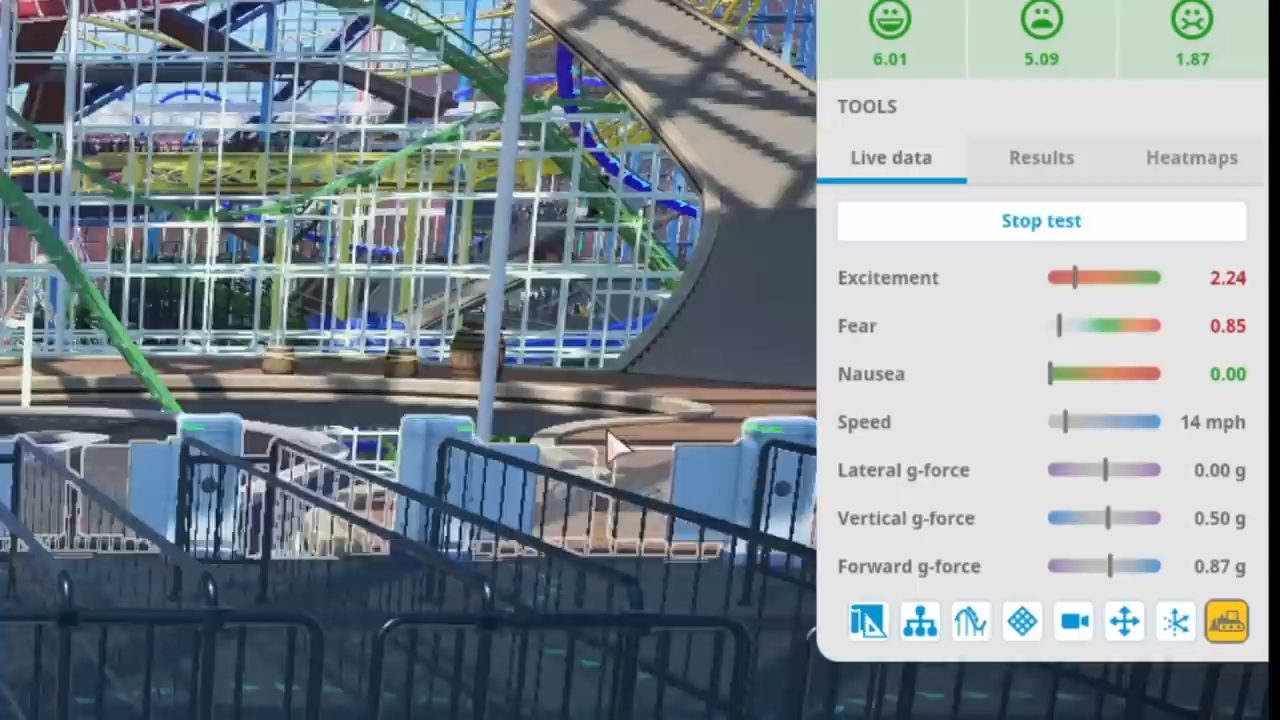 6.01 5.09 1.87
TOOLS
Live data Results Heatmaps
Stop test
Excitement 2.24
Fear 0.85
Nausea 0.00
Speed 14 mph
Lateral g-force 0.00 g
Vertical g-force 0.50 g
Forward g-force 0.87 g